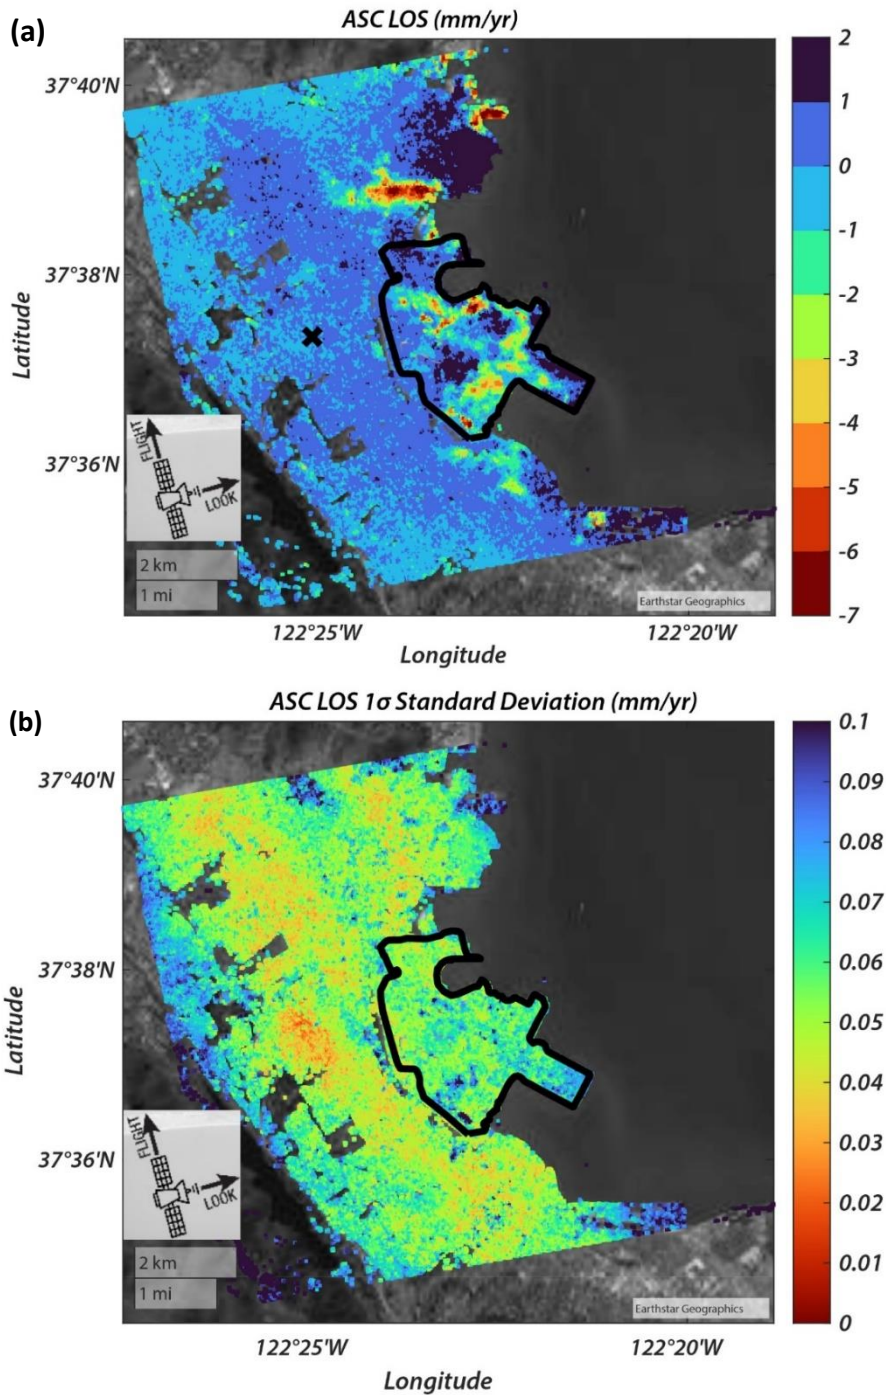 (a)
ASC LOS (mm/yr)
37°40'N
37°38'N
37°36'N
Latitude
FLIGHT
LOOK
2 km
1 mi
Earthstar Geographics
122°25'W
122°20'W
Longitude
2
1
0
-1
-2
-3
-4
-5
-6
-7
(b)
ASC LOS 1σ Standard Deviation (mm/yr)
37°40'N
37°38'N
37°36'N
Latitude
FLIGHT
LOOK
2 km
1 mi
Earthstar Geographics
122°25'W
122°20'W
Longitude
0.1
0.09
0.08
0.07
0.06
0.05
0.04
0.03
0.02
0.01
0